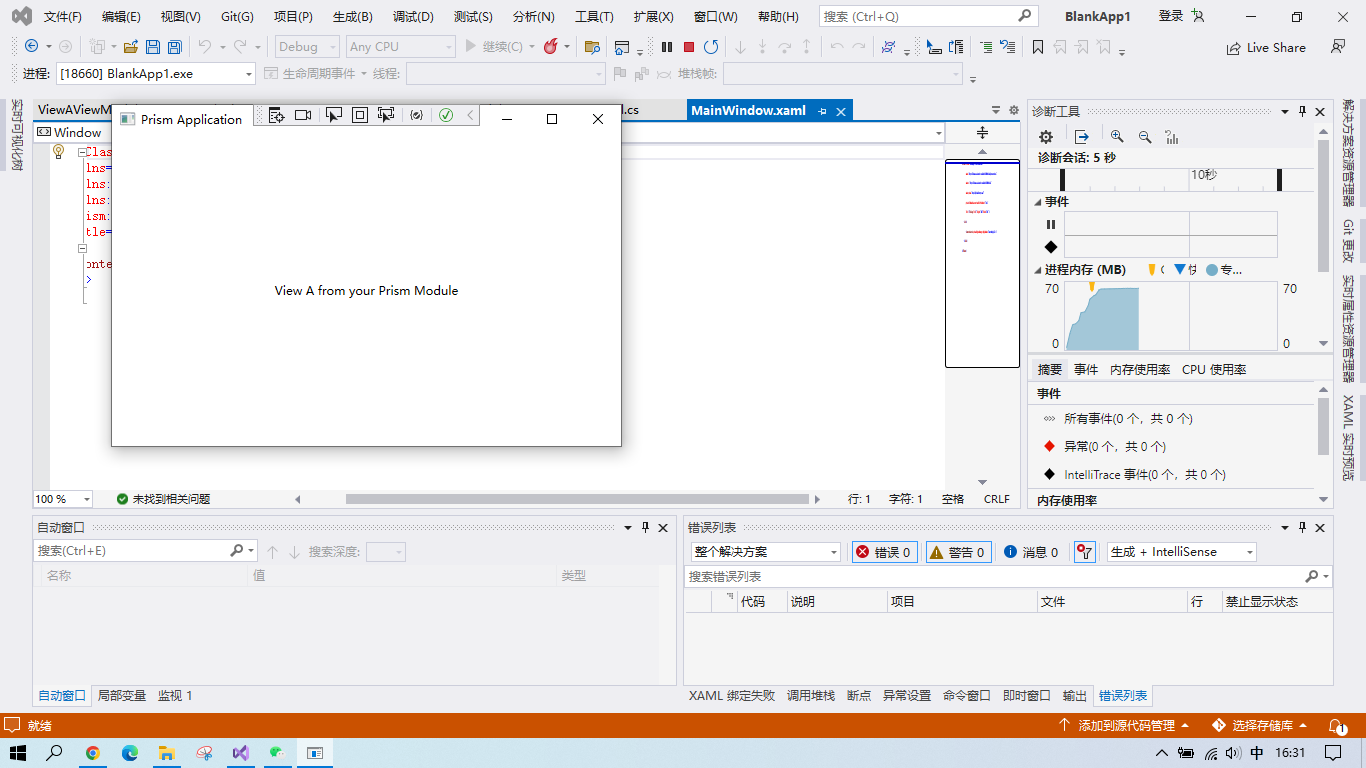 文件(F) 编辑(E) 视图(V) Git(G) 项目(P) 生成(B) 调试(D) 测试(S) 分析(N) 工具(T) 扩展(X) 窗口(W) 帮助(H) 搜索 (Ctrl+Q) BlankApp1 登录
Debug Any CPU 继续(C) Live Share
进程: [18660] BlankApp1.exe 生命周期事件 线程: 堆栈帧:
实时可视化树
ViewAViewM l.cs MainWindow.xaml
Window
Clas
lns=
lns:
lns:
ism:
tle=
onte
>
Prism Application
View A from your Prism Module
100 % 未找到相关问题 行: 1 字符: 1 空格 CRLF
诊断工具
诊断会话: 5 秒
10秒
事件
进程内存 (MB) 快 专...
70 70
0 0
摘要 事件 内存使用率 CPU 使用率
事件
所有事件(0 个，共 0 个)
异常(0 个，共 0 个)
IntelliTrace 事件(0 个，共 0 个)
内存使用率
解决方案资源管理器
Git 更改
实时属性资源管理器
XAML 实时预览
自动窗口
搜索(Ctrl+E) 搜索深度:
名称 值 类型
自动窗口 局部变量 监视 1
错误列表
整个解决方案 错误 0 警告 0 消息 0 生成 + IntelliSense
搜索错误列表
代码 说明 项目 文件 行 禁止显示状态
XAML 绑定失败 调用堆栈 断点 异常设置 命令窗口 即时窗口 输出 错误列表
就绪 添加到源代码管理 选择存储库 1
中 16:31